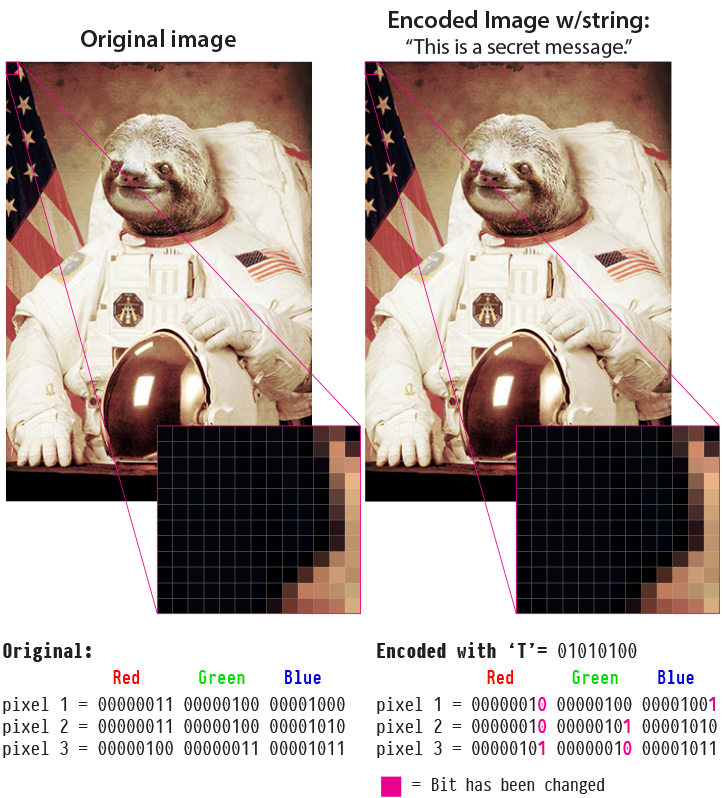 Original image
Encoded Image w/string:
“This is a secret message.”
Original:
Red Green Blue
pixel 1 = 00000011 00000100 00001000
pixel 2 = 00000011 00000100 00001010
pixel 3 = 00000100 00000011 00001011
Encoded with ‘T’= 01010100
Red Green Blue
pixel 1 = 00000010 00000100 00001001
pixel 2 = 00000010 00000101 00001010
pixel 3 = 00000101 00000010 00001011
= Bit has been changed